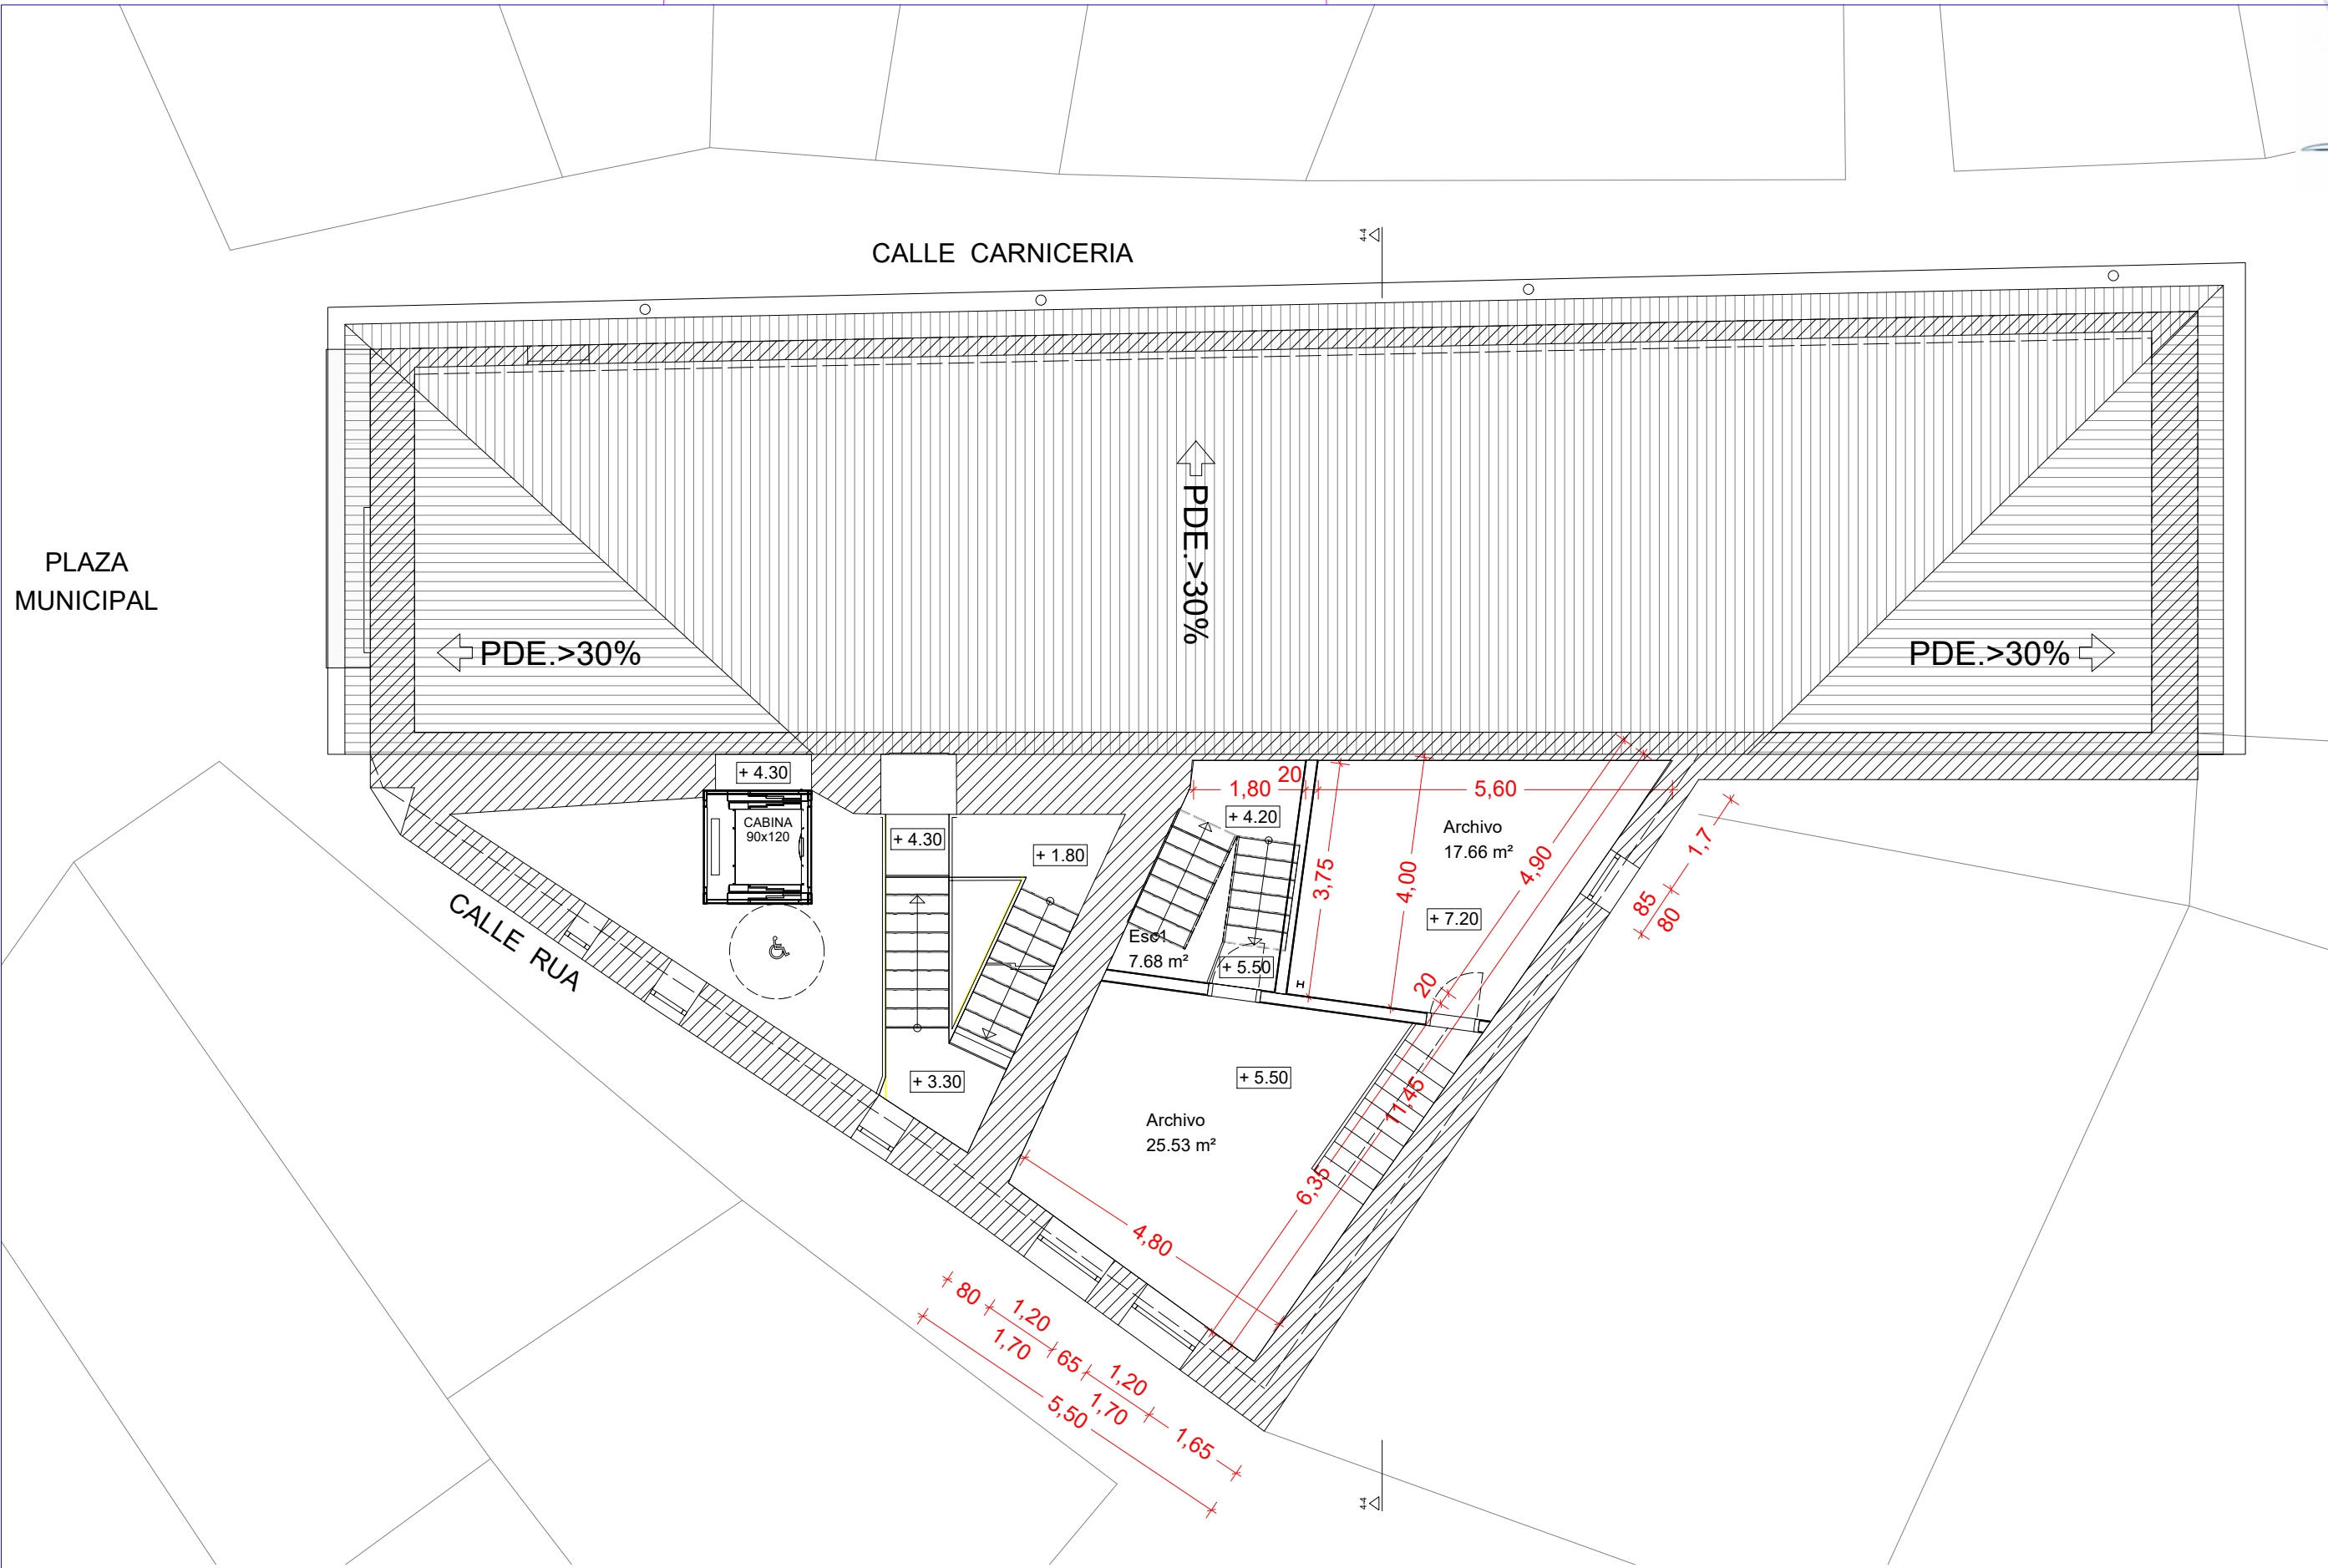 CALLE CARNICERIA
4-4
PLAZA
MUNICIPAL
PDE.>30%
PDE.>30%
PDE.>30%
+ 4.30
CABINA
90x120
+ 4.30
+ 1.80
+ 3.30
CALLE RUA
20
1,80
5,60
+ 4.20
Archivo
17.66 m²
3,75
4,00
4,90
1,7
85
80
+ 7.20
Esc1
7.68 m²
+ 5.50
20
H
+ 5.50
11,45
Archivo
25.53 m²
6,35
4,80
80
1,20
1,70
65
1,20
1,70
5,50
1,65
4-4